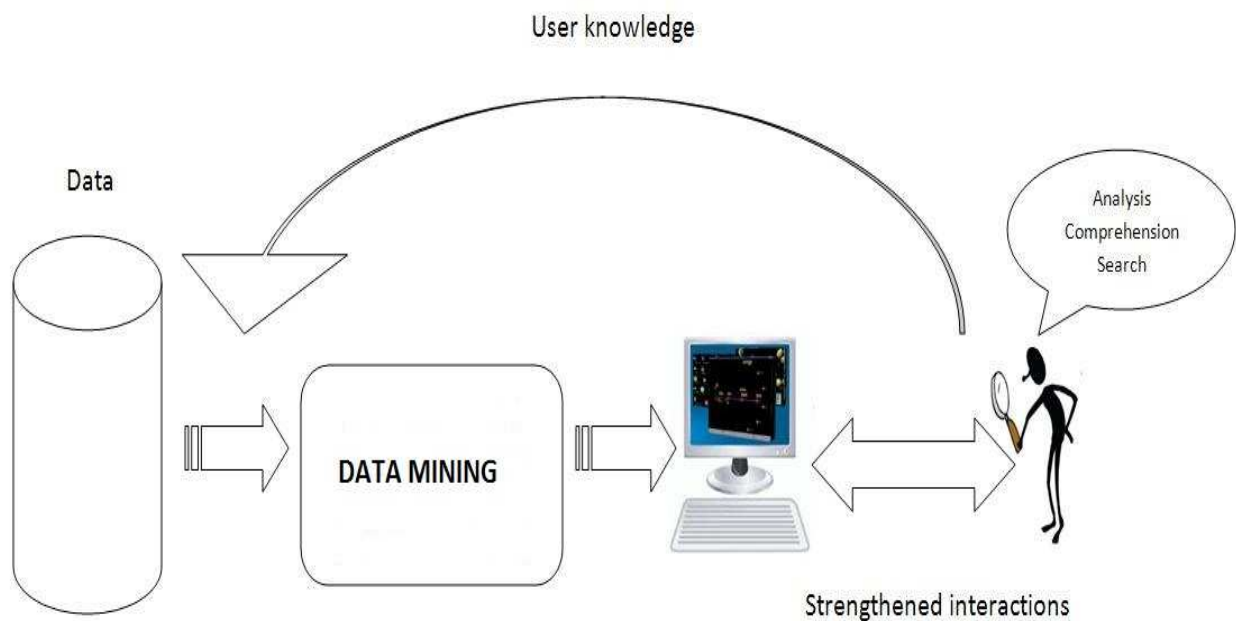 User knowledge
Data
Analysis
Comprehension
Search
DATA MINING
Strengthened interactions